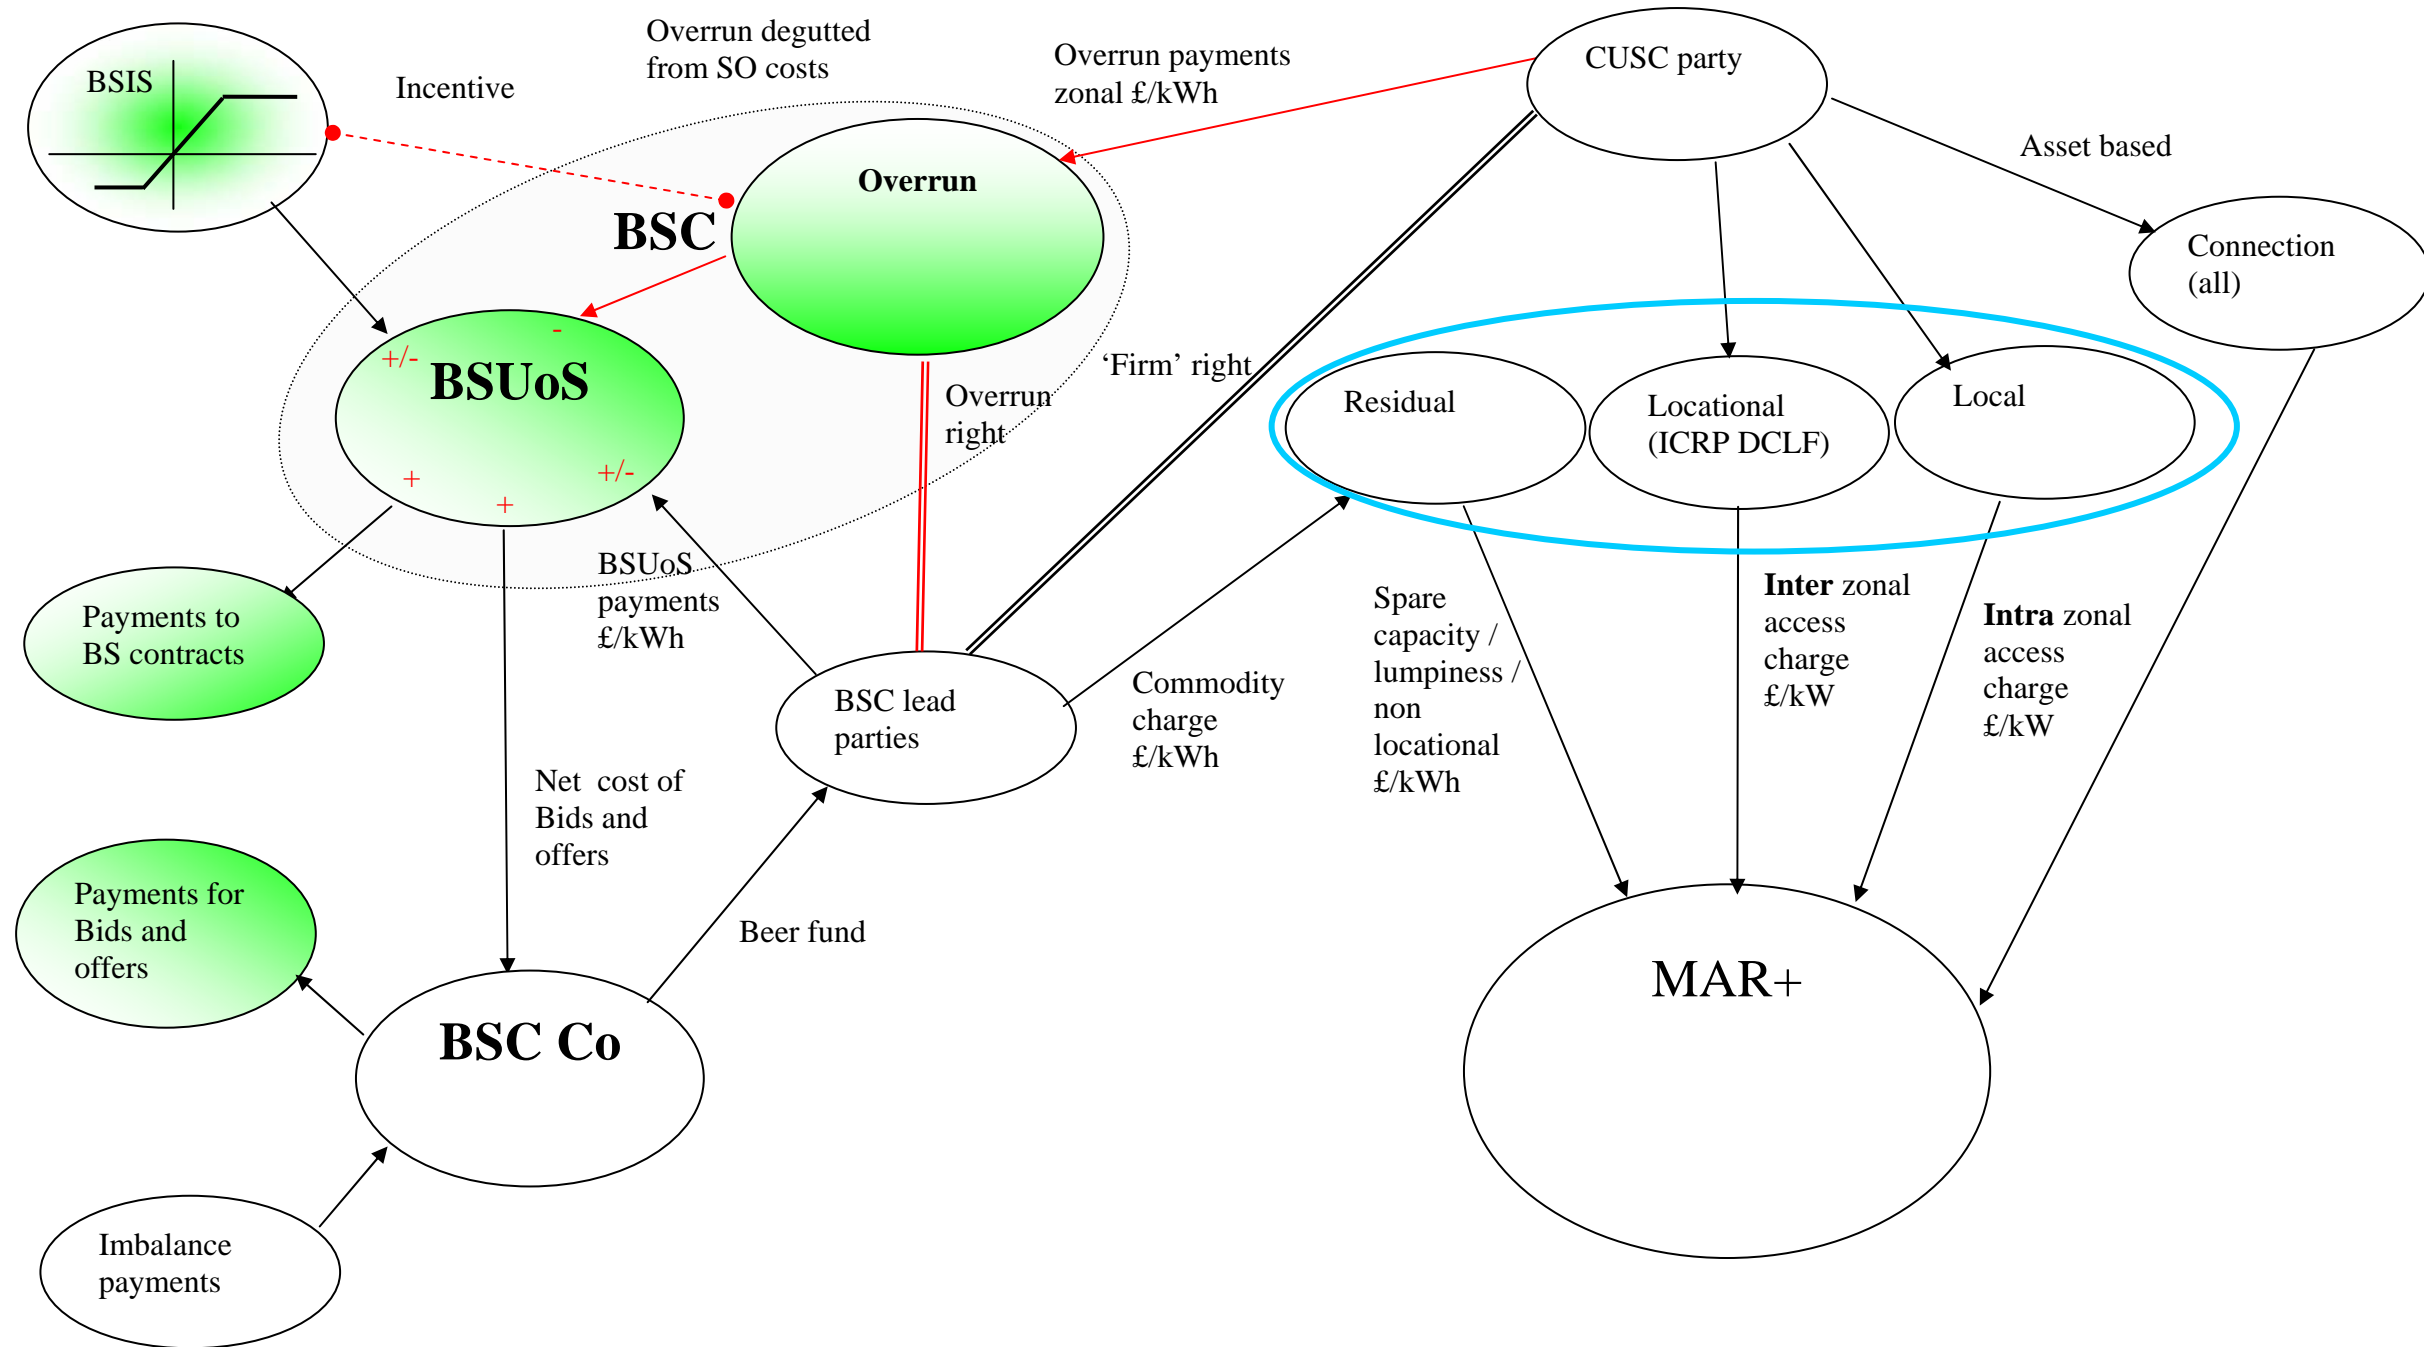 Overrun degutted
from SO costs
Overrun payments
zonal £/kWh
CUSC party
BSIS
Incentive
Asset based
Overrun
BSC
Connection
(all)
-
+/-
BSUoS
‘Firm’ right
Overrun
right
Residual
Locational
(ICRP DCLF)
Local
+
+
+/-
BSUoS
payments
£/kWh
Payments to
BS contracts
BSC lead
parties
Commodity
charge
£/kWh
Spare
capacity /
lumpiness /
non
locational
£/kWh
Inter zonal
access
charge
£/kW
Intra zonal
access
charge
£/kW
Net  cost of
Bids and
offers
Payments for
Bids and
offers
Beer fund
MAR+
BSC Co
Imbalance
payments